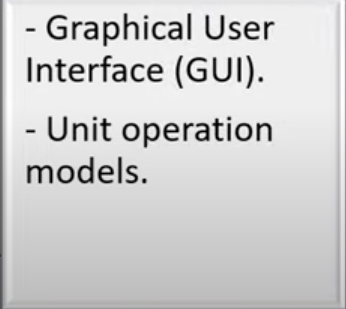 - Graphical User
Interface (GUI).
- Unit operation
models.